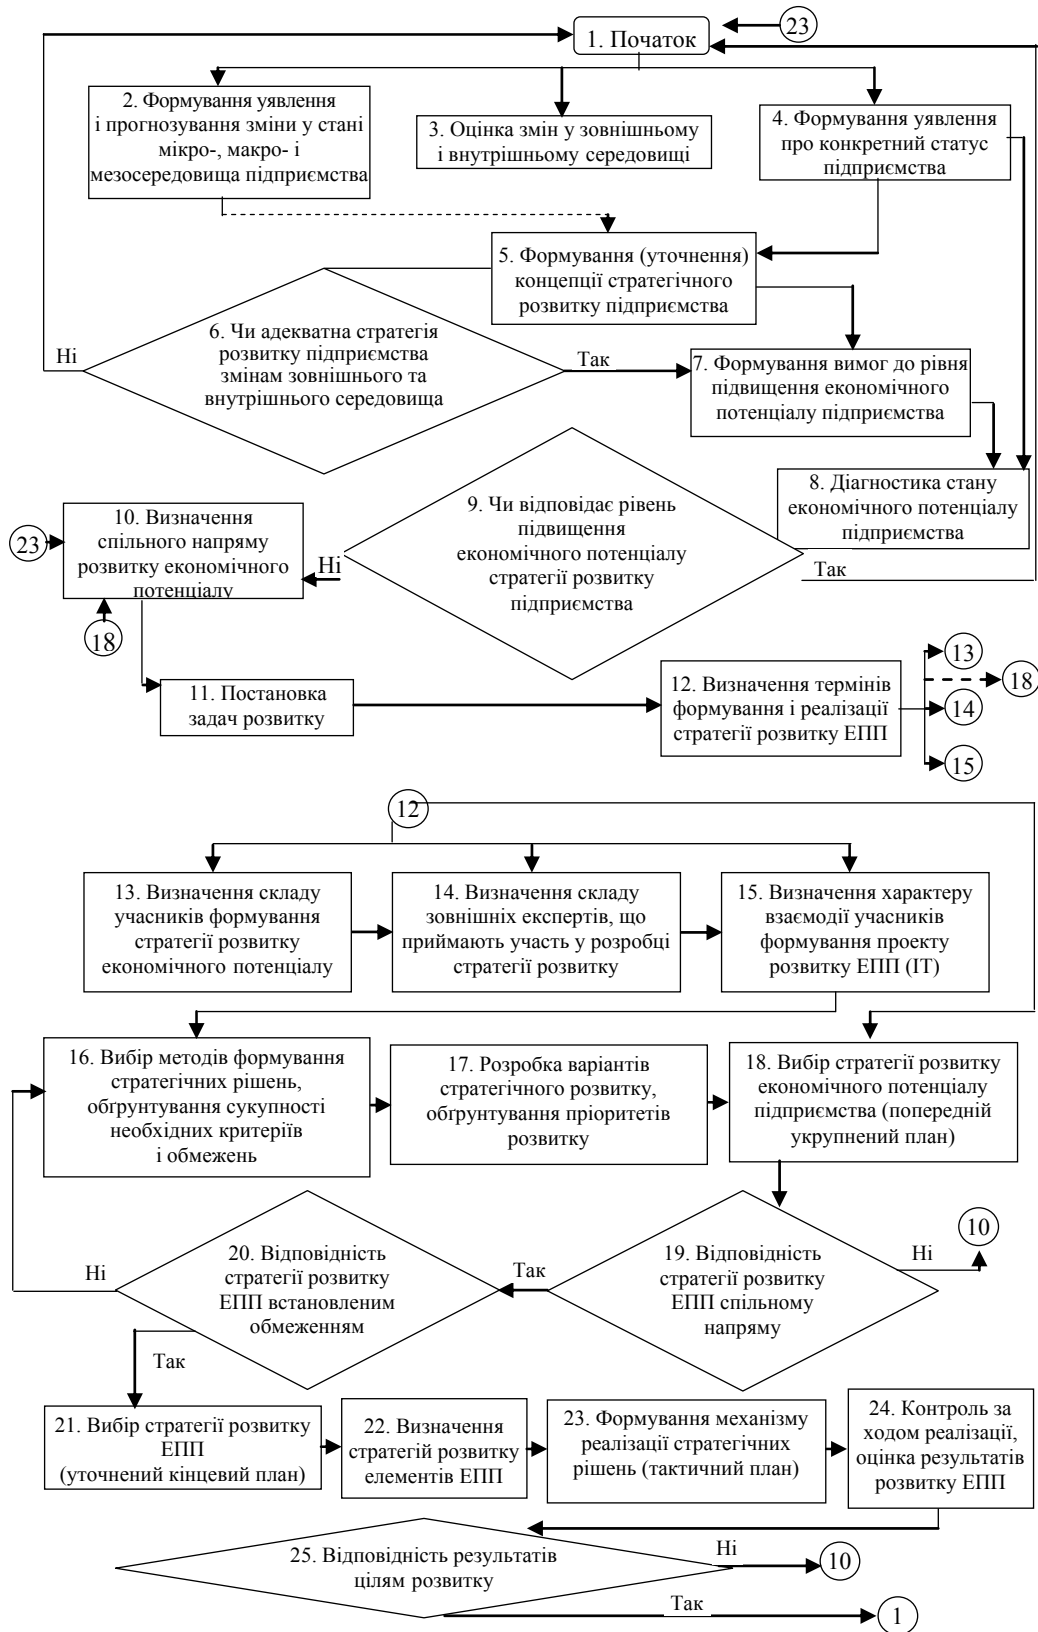 1. Початок
23
2. Формування уявлення
і прогнозування зміни у стані
мікро-, макро- і
мезосередовища підприємства
3. Оцінка змін у зовнішньому
і внутрішньому середовищі
4. Формування уявлення
про конкретний статус
підприємства
5. Формування (уточнення)
концепції стратегічного
розвитку підприємства
6. Чи адекватна стратегія
розвитку підприємства
змінам зовнішнього та
внутрішнього середовища
Ні
Так
7. Формування вимог до рівня
підвищення економічного
потенціалу підприємства
8. Діагностика стану
економічного потенціалу
підприємства
9. Чи відповідає рівень
підвищення
економічного потенціалу
стратегії розвитку
підприємства
Ні
Так
10. Визначення
спільного напряму
розвитку економічного
потенціалу
23
18
11. Постановка
задач розвитку
12. Визначення термінів
формування і реалізації
стратегії розвитку ЕПП
13
18
14
15
12
13. Визначення складу
учасників формування
стратегії розвитку
економічного потенціалу
14. Визначення складу
зовнішніх експертів, що
приймають участь у розробці
стратегії розвитку
15. Визначення характеру
взаємодії учасників
формування проекту
розвитку ЕПП (ІТ)
16. Вибір методів формування
стратегічних рішень,
обґрунтування сукупності
необхідних критеріїв
і обмежень
17. Розробка варіантів
стратегічного розвитку,
обґрунтування пріоритетів
розвитку
18. Вибір стратегії розвитку
економічного потенціалу
підприємства (попередній
укрупнений план)
19. Відповідність
стратегії розвитку
ЕПП спільному
напряму
Ні
10
Так
20. Відповідність
стратегії розвитку
ЕПП встановленим
обмеженням
Ні
Так
21. Вибір стратегії розвитку
ЕПП
(уточнений кінцевий план)
22. Визначення
стратегій розвитку
елементів ЕПП
23. Формування механізму
реалізації стратегічних
рішень (тактичний план)
24. Контроль за
ходом реалізації,
оцінка результатів
розвитку ЕПП
25. Відповідність результатів
цілям розвитку
Ні
10
Так
1